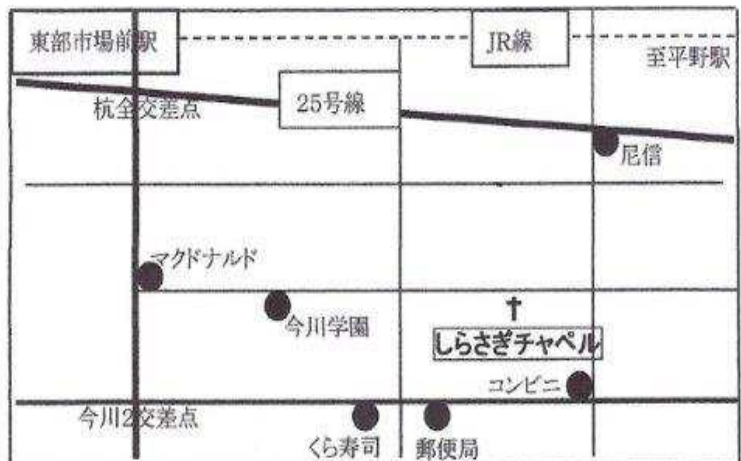 東部市場前駅
JR線
至平野駅
杭全交差点
25号線
尼信
マクドナルド
今川学園
しらさぎチャペル
コンビニ
今川2交差点
くら寿司
郵便局